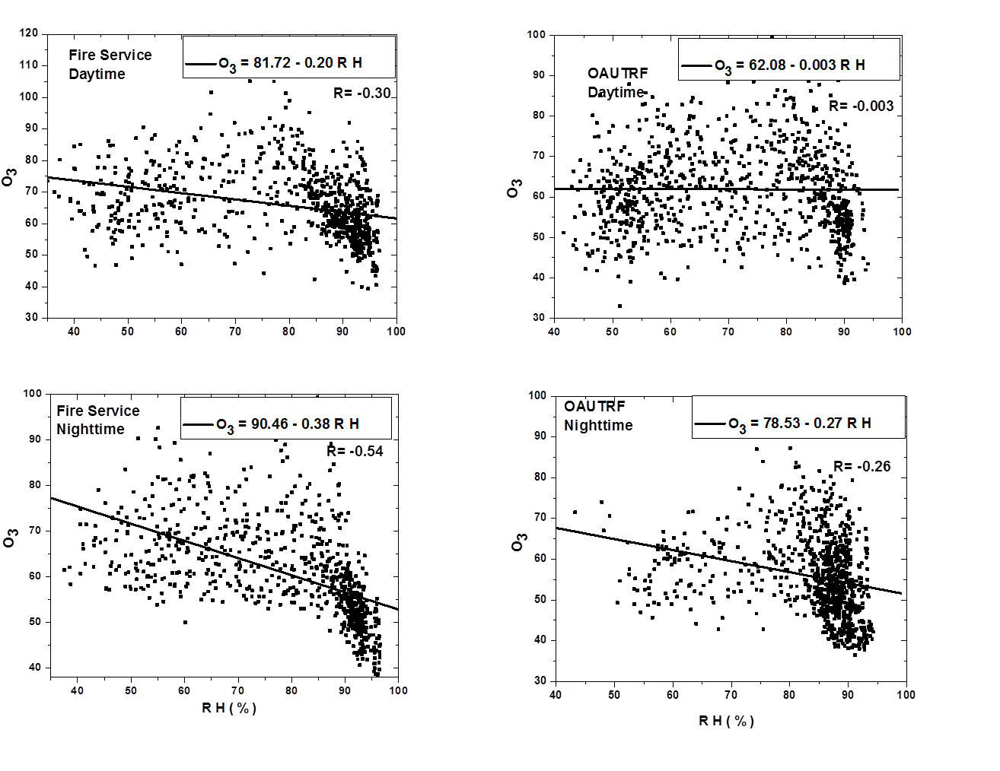 Fire Service
Daytime
O3 = 81.72 - 0.20 R H
R= -0.30
O3
120
110
100
90
80
70
60
50
40
30
40 50 60 70 80 90 100
OAUTRF
Daytime
O3 = 62.08 - 0.003 R H
R= -0.003
O3
100
90
80
70
60
50
40
30
40 50 60 70 80 90 100
Fire Service
Nighttime
O3 = 90.46 - 0.38 R H
R= -0.54
O3
100
90
80
70
60
50
40
40 50 60 70 80 90 100
R H ( % )
OAUTRF
Nighttime
O3 = 78.53 - 0.27 R H
R= -0.26
O3
100
90
80
70
60
50
40
30
40 50 60 70 80 90 100
R H ( % )